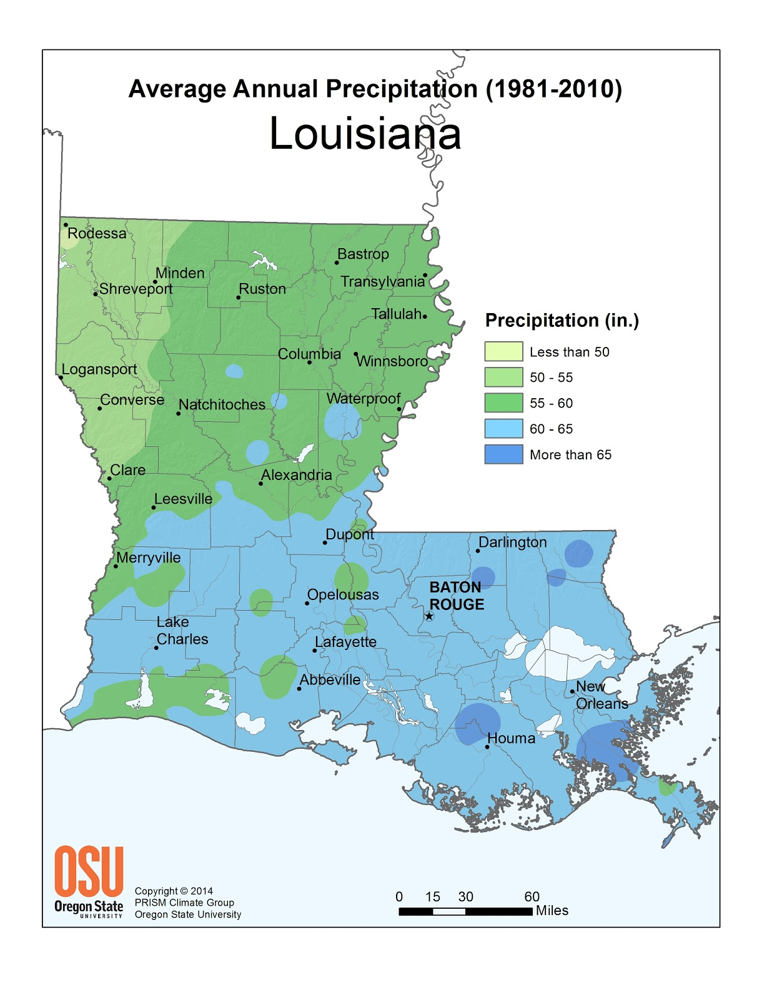 Average Annual Precipitation (1981-2010)
Louisiana
Rodessa
Bastrop
Minden
Transylvania
Shreveport
Ruston
Tallulah
Precipitation (in.)
Less than 50
50 - 55
55 - 60
60 - 65
More than 65
Columbia
Winnsboro
Logansport
Converse
Natchitoches
Waterproof
Clare
Alexandria
Leesville
Dupont
Darlington
Merryville
BATON
ROUGE
Opelousas
Lake
Charles
Lafayette
Abbeville
New
Orleans
Houma
OSU
Oregon State
UNIVERSITY
Copyright © 2014
PRISM Climate Group
Oregon State University
0 15 30 60
Miles